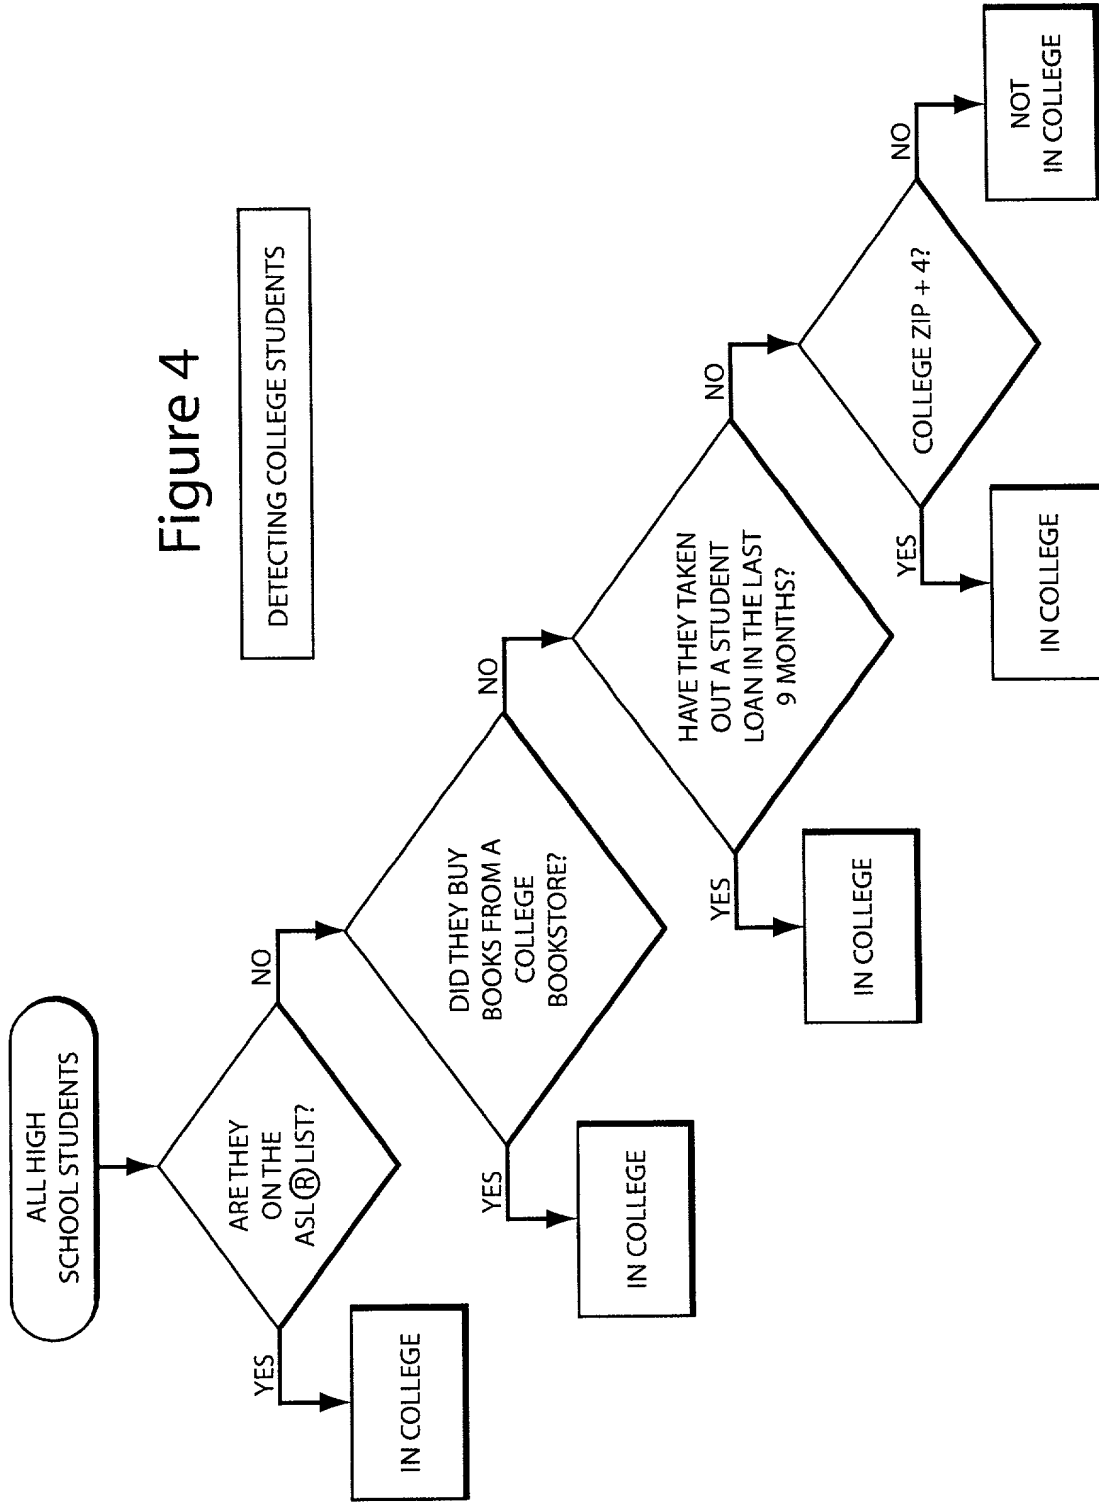 Figure 4
DETECTING COLLEGE STUDENTS
ALL HIGH
SCHOOL STUDENTS
ARE THEY
ON THE
ASL Ⓡ LIST?
YES
NO
IN COLLEGE
DID THEY BUY
BOOKS FROM A
COLLEGE
BOOKSTORE?
YES
NO
IN COLLEGE
HAVE THEY TAKEN
OUT A STUDENT
LOAN IN THE LAST
9 MONTHS?
YES
NO
IN COLLEGE
COLLEGE ZIP + 4?
YES
NO
IN COLLEGE
NOT
IN COLLEGE